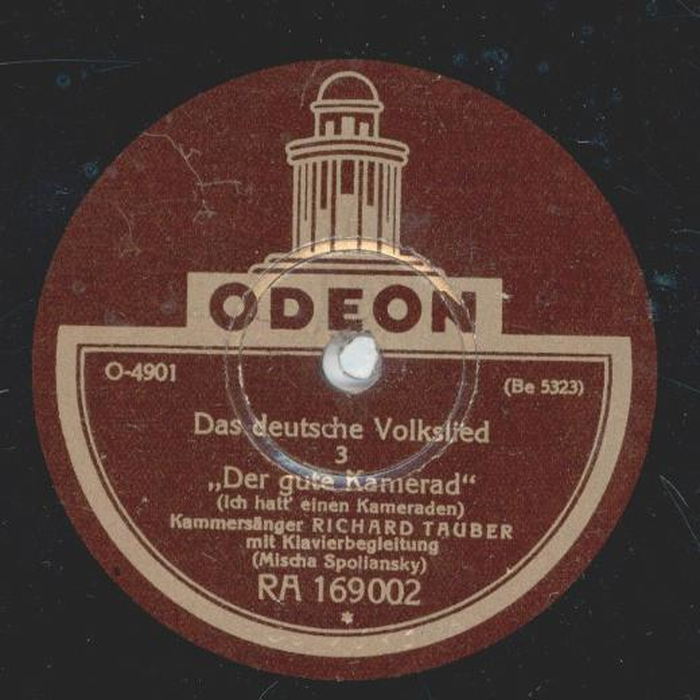 ODEON
O-4901
(Be 5323)
Das deutsche Volkslied
3
„Der gute Kamerad“
(Ich hatt' einen Kameraden)
Kammersänger RICHARD TAUBER
mit Klavierbegleitung
(Mischa Spoliansky)
RA 169002
*